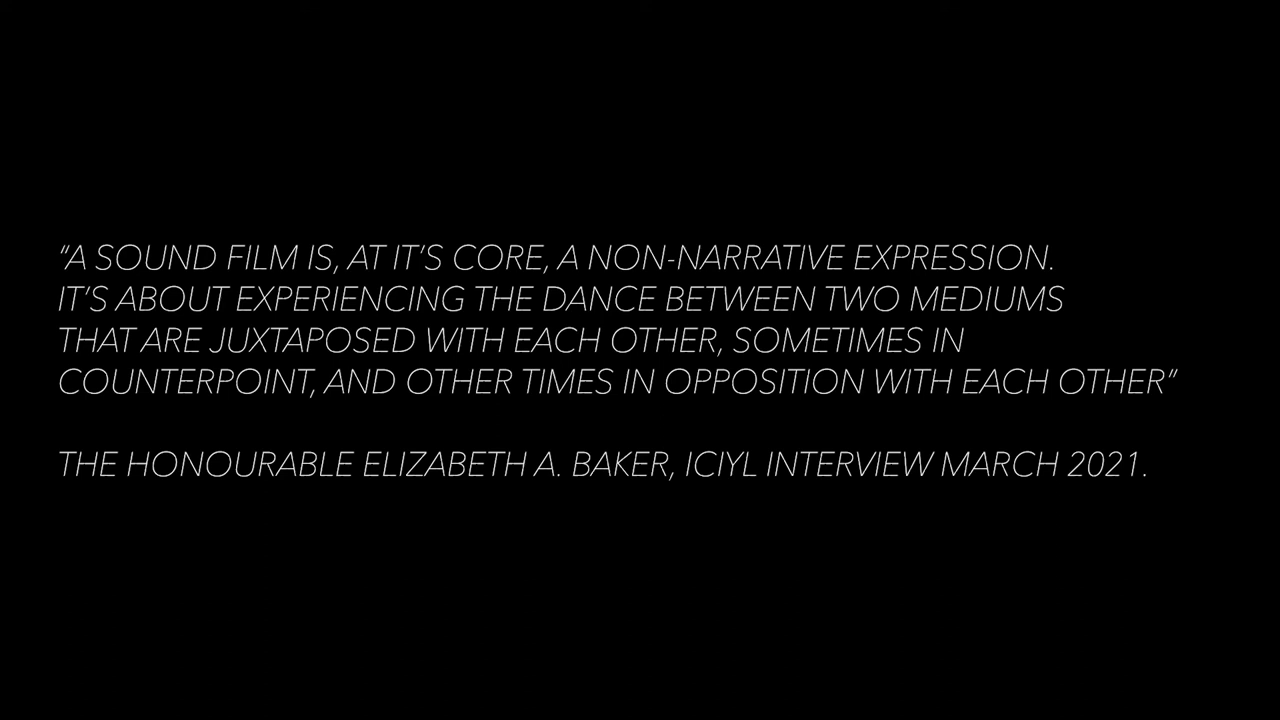 “A SOUND FILM IS, AT IT’S CORE, A NON-NARRATIVE EXPRESSION.
IT’S ABOUT EXPERIENCING THE DANCE BETWEEN TWO MEDIUMS
THAT ARE JUXTAPOSED WITH EACH OTHER, SOMETIMES IN
COUNTERPOINT, AND OTHER TIMES IN OPPOSITION WITH EACH OTHER”
THE HONOURABLE ELIZABETH A. BAKER, ICIYL INTERVIEW MARCH 2021.